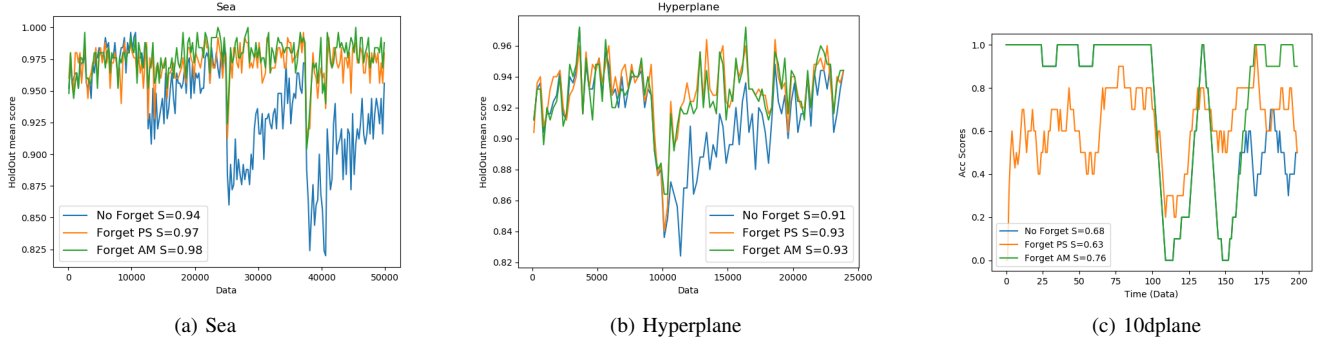 Sea
HoldOut mean score
1.000
0.975
0.950
0.925
0.900
0.875
0.850
0.825
No Forget S=0.94
Forget PS S=0.97
Forget AM S=0.98
0
10000
20000
30000
40000
50000
Data
(a) Sea
Hyperplane
HoldOut mean score
0.96
0.94
0.92
0.90
0.88
0.86
0.84
0.82
No Forget S=0.91
Forget PS S=0.93
Forget AM S=0.93
0
5000
10000
15000
20000
25000
Data
(b) Hyperplane
Acc Scores
1.0
0.8
0.6
0.4
0.2
0.0
No Forget S=0.68
Forget PS S=0.63
Forget AM S=0.76
0
25
50
75
100
125
150
175
200
Time (Data)
(c) 10dplane